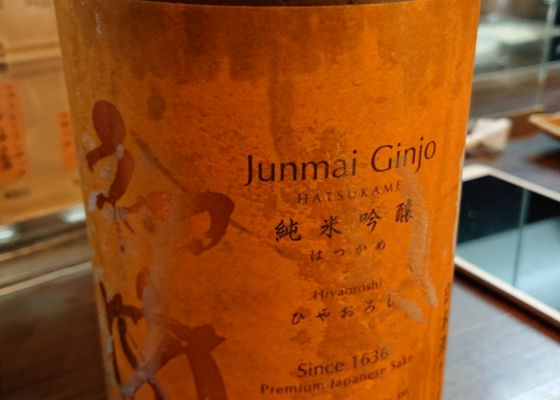 Junmai Ginjo
HATSUKAME
純米吟醸
はつかめ
Hiyaoroshi
ひやおろし
Since 1636
Premium Japanese Sake